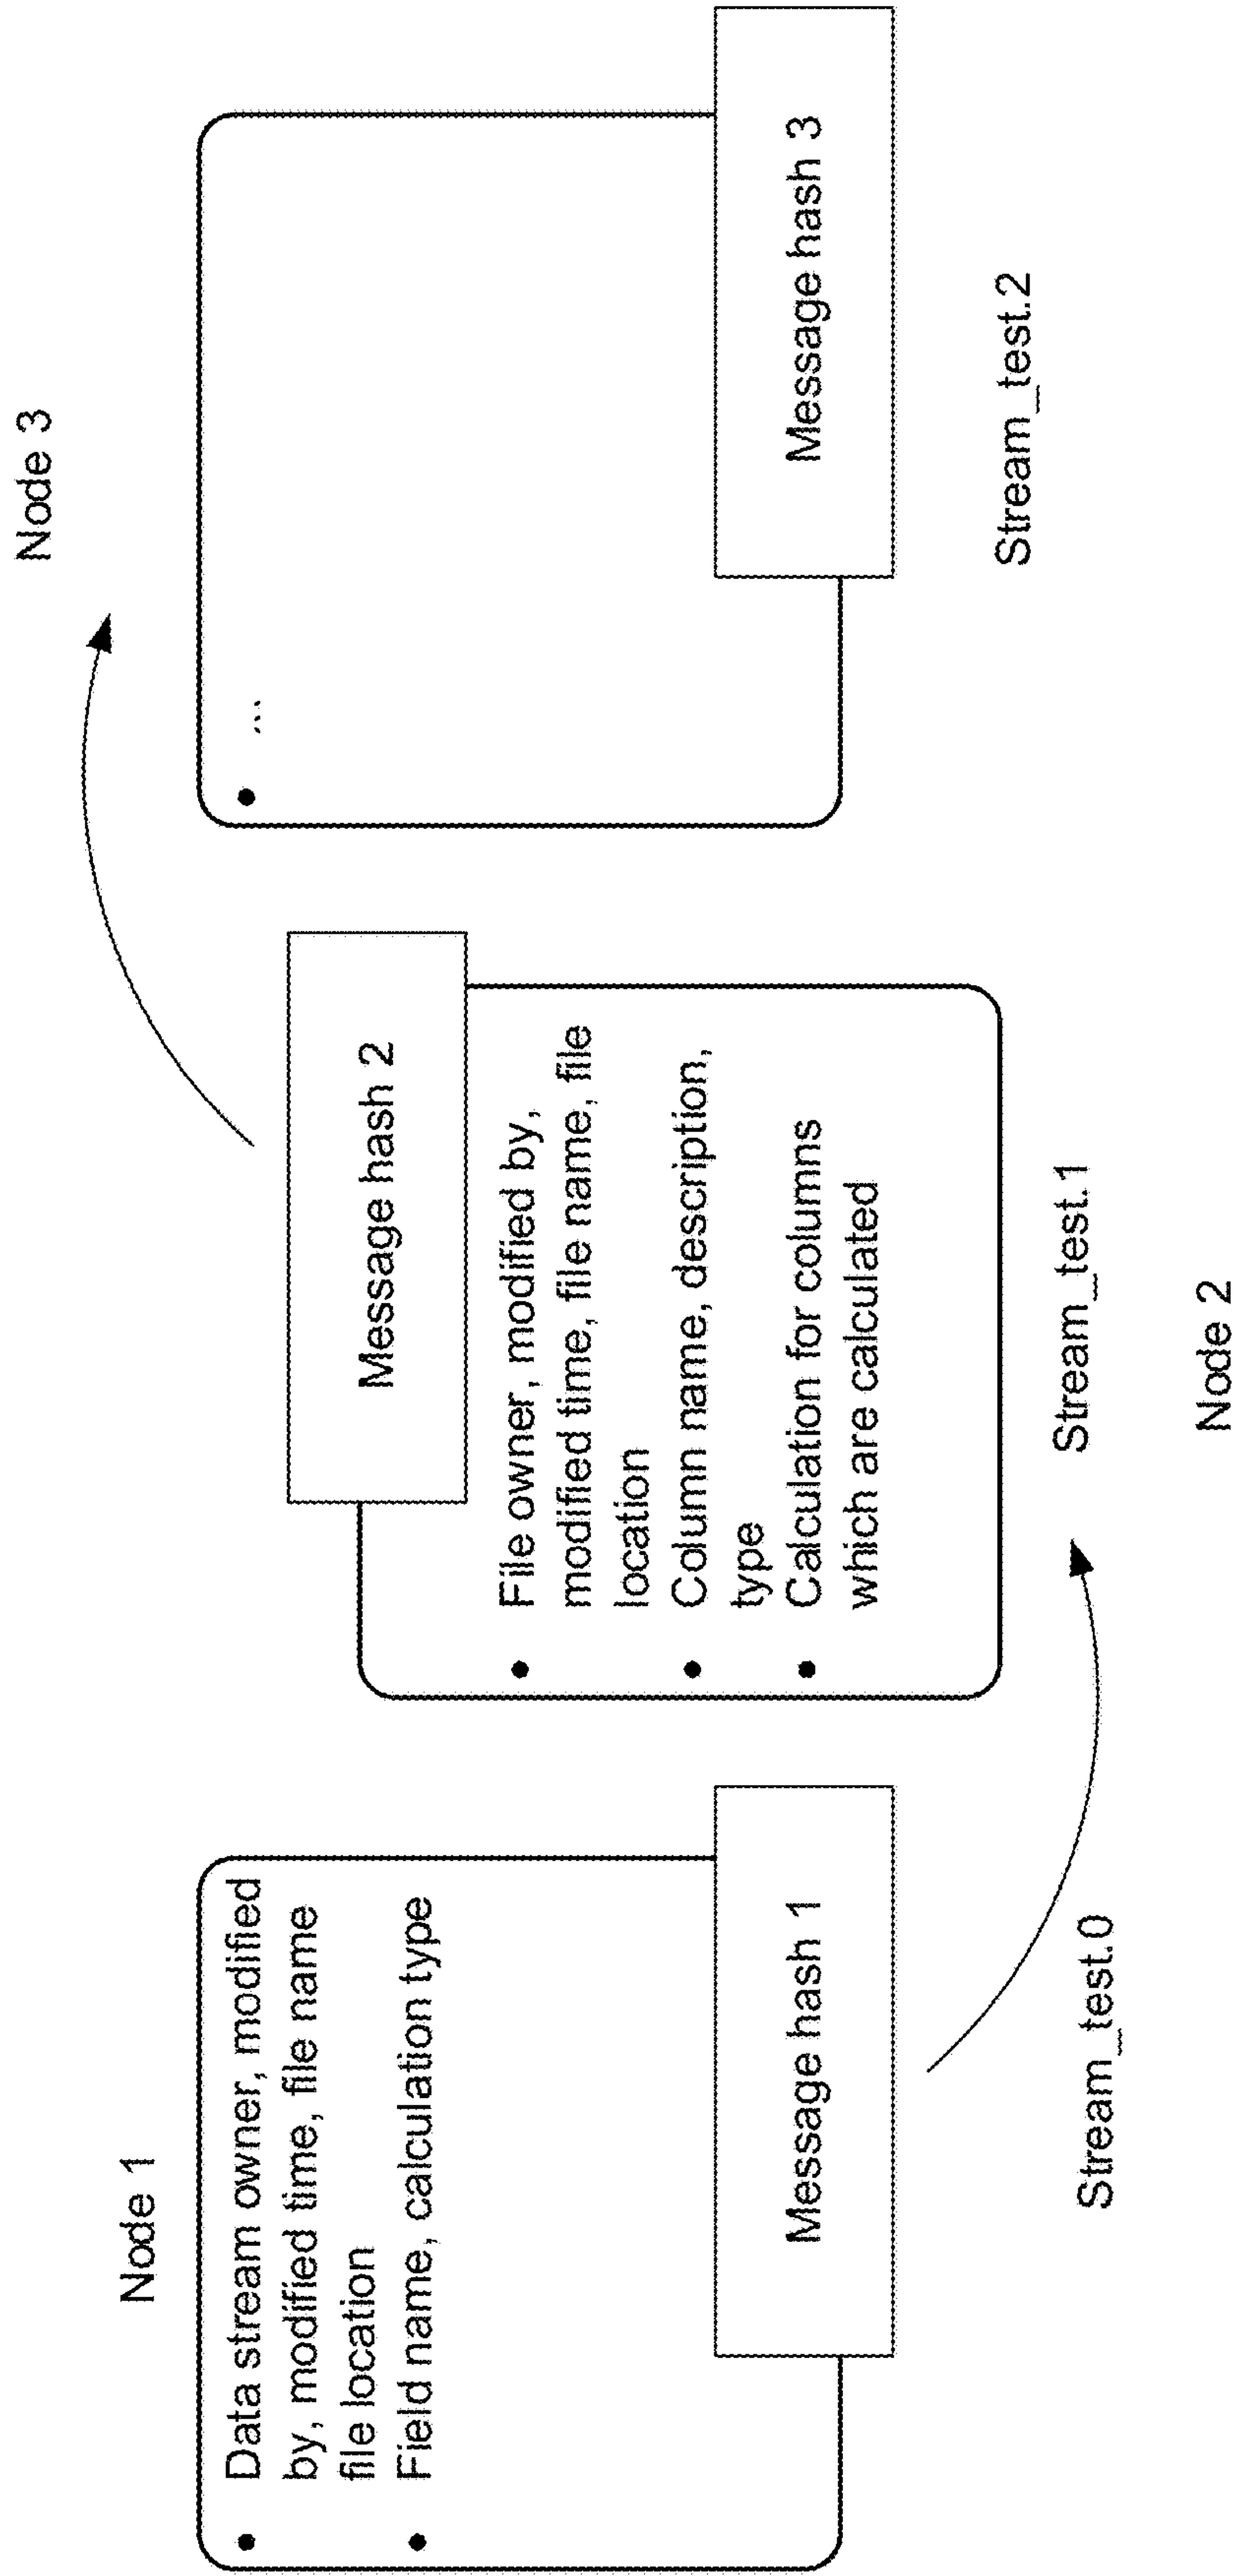 Node 1
• Data stream owner, modified
by, modified time, file name
file location
• Field name, calculation type
Message hash 1
Stream_test.0
Message hash 2
• File owner, modified by,
modified time, file name, file
location
• Column name, description,
type
• Calculation for columns
which are calculated
Stream_test.1
Node 2
Node 3
• ...
Message hash 3
Stream_test.2